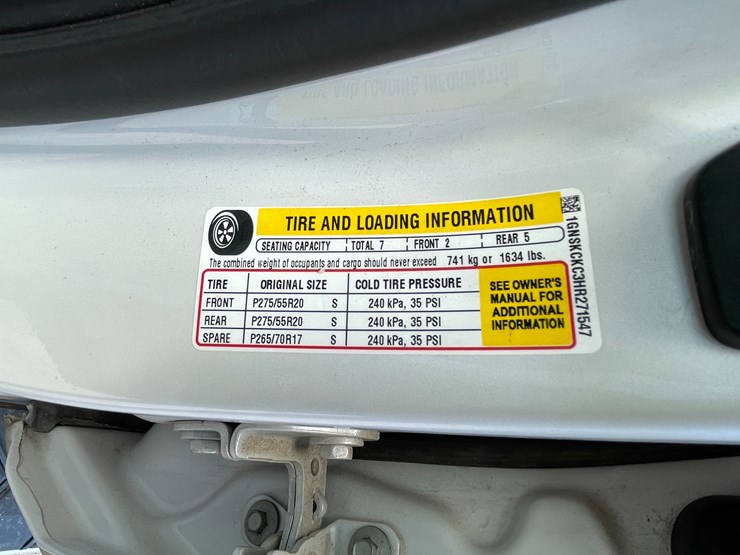 TIRE AND LOADING INFORMATION
SEATING CAPACITY TOTAL 7 FRONT 2 REAR 5
The combined weight of occupants and cargo should never exceed 741 kg or 1634 lbs.
TIRE ORIGINAL SIZE COLD TIRE PRESSURE
FRONT P275/55R20 S 240 kPa, 35 PSI
REAR P275/55R20 S 240 kPa, 35 PSI
SPARE P265/70R17 S 240 kPa, 35 PSI
SEE OWNER'S
MANUAL FOR
ADDITIONAL
INFORMATION
1GNSKCKC3HR271547